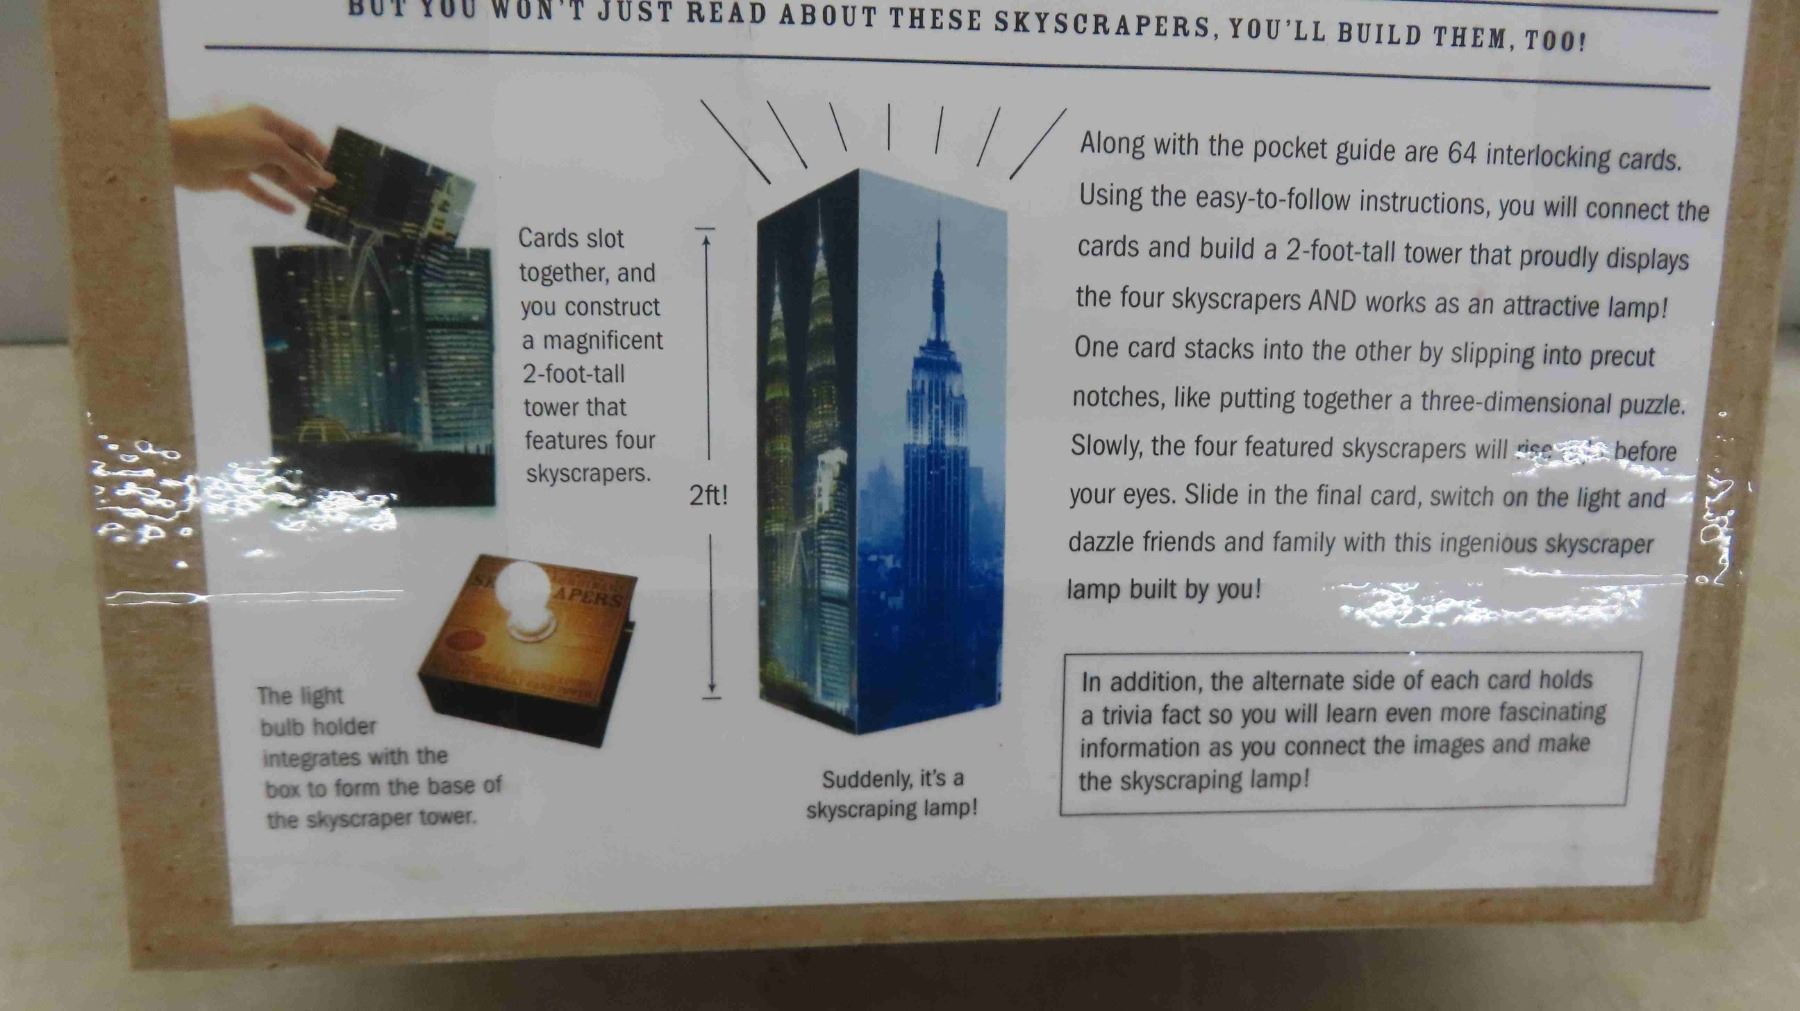 BUT YOU WON'T JUST READ ABOUT THESE SKYSCRAPERS, YOU'LL BUILD THEM, TOO!
Cards slot
together, and
you construct
a magnificent
2-foot-tall
tower that
features four
skyscrapers.
2ft!
The light
bulb holder
integrates with the
box to form the base of
the skyscraper tower.
Suddenly, it's a
skyscraping lamp!
Along with the pocket guide are 64 interlocking cards.
Using the easy-to-follow instructions, you will connect the
cards and build a 2-foot-tall tower that proudly displays
the four skyscrapers AND works as an attractive lamp!
One card stacks into the other by slipping into precut
notches, like putting together a three-dimensional puzzle.
Slowly, the four featured skyscrapers will rise before
your eyes. Slide in the final card, switch on the light and
dazzle friends and family with this ingenious skyscraper
lamp built by you!
In addition, the alternate side of each card holds
a trivia fact so you will learn even more fascinating
information as you connect the images and make
the skyscraping lamp!